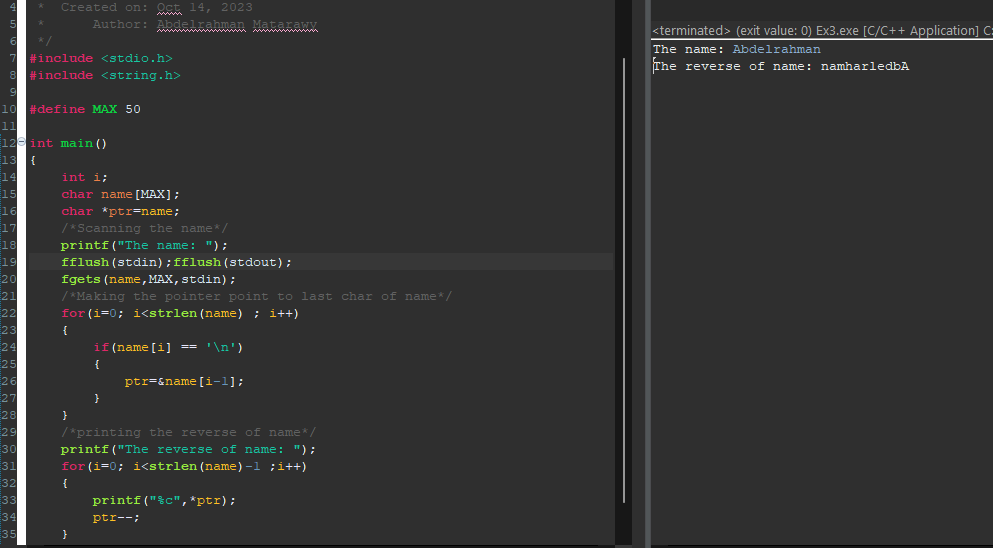 4  *  Created on: Oct 14, 2023
5  *      Author: Abdelrahman Matarawy
6  */
7 #include <stdio.h>
8 #include <string.h>
9
10 #define MAX 50
11
12 int main()
13 {
14     int i;
15     char name[MAX];
16     char *ptr=name;
17     /*Scanning the name*/
18     printf("The name: ");
19     fflush(stdin);fflush(stdout);
20     fgets(name,MAX,stdin);
21     /*Making the pointer point to last char of name*/
22     for(i=0; i<strlen(name) ; i++)
23     {
24         if(name[i] == '\n')
25         {
26             ptr=&name[i-1];
27         }
28     }
29     /*printing the reverse of name*/
30     printf("The reverse of name: ");
31     for(i=0; i<strlen(name)-1 ;i++)
32     {
33         printf("%c",*ptr);
34         ptr--;
35     }
<terminated> (exit value: 0) Ex3.exe [C/C++ Application] C:
The name: Abdelrahman
The reverse of name: namharledbA